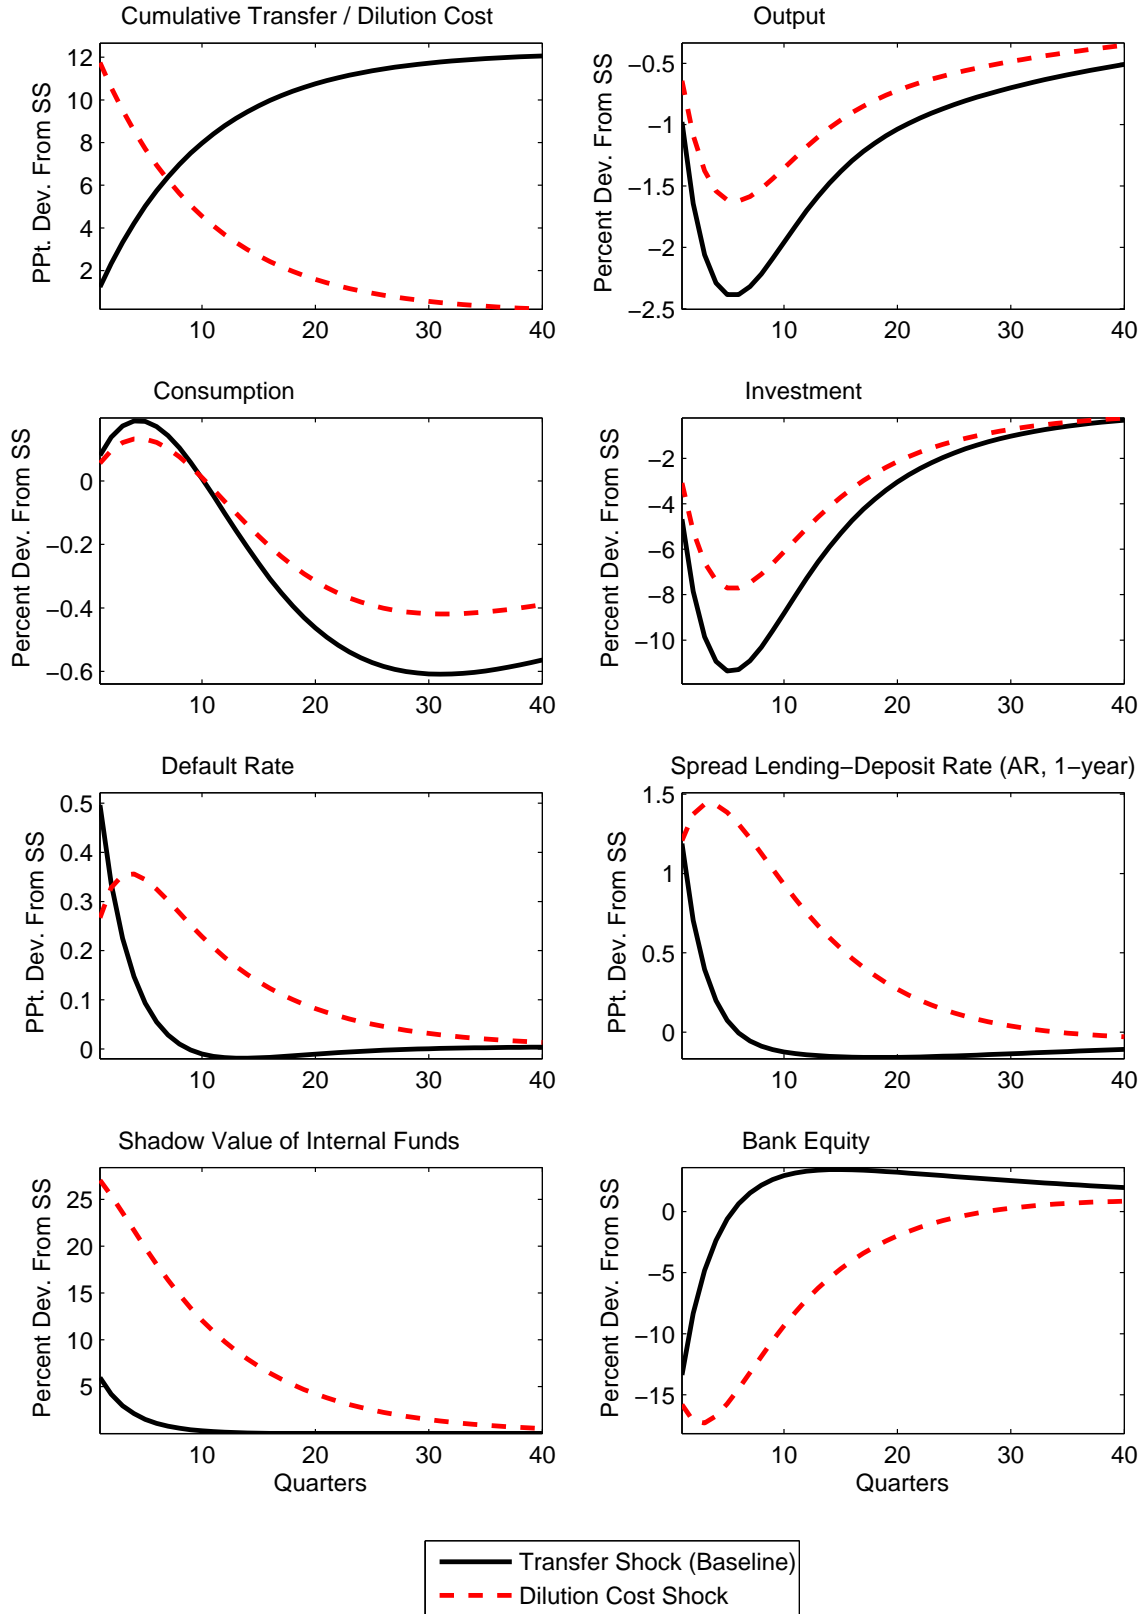 Cumulative Transfer / Dilution Cost
PPt. Dev. From SS
12
10
8
6
4
2
10 20 30 40
Output
Percent Dev. From SS
−0.5
−1
−1.5
−2
−2.5
10 20 30 40
Consumption
Percent Dev. From SS
0
−0.2
−0.4
−0.6
10 20 30 40
Investment
Percent Dev. From SS
−2
−4
−6
−8
−10
10 20 30 40
Default Rate
PPt. Dev. From SS
0.5
0.4
0.3
0.2
0.1
0
10 20 30 40
Spread Lending−Deposit Rate (AR, 1−year)
PPt. Dev. From SS
1.5
1
0.5
0
10 20 30 40
Shadow Value of Internal Funds
Percent Dev. From SS
25
20
15
10
5
10 20 30 40
Quarters
Bank Equity
Percent Dev. From SS
0
−5
−10
−15
10 20 30 40
Quarters
Transfer Shock (Baseline)
Dilution Cost Shock